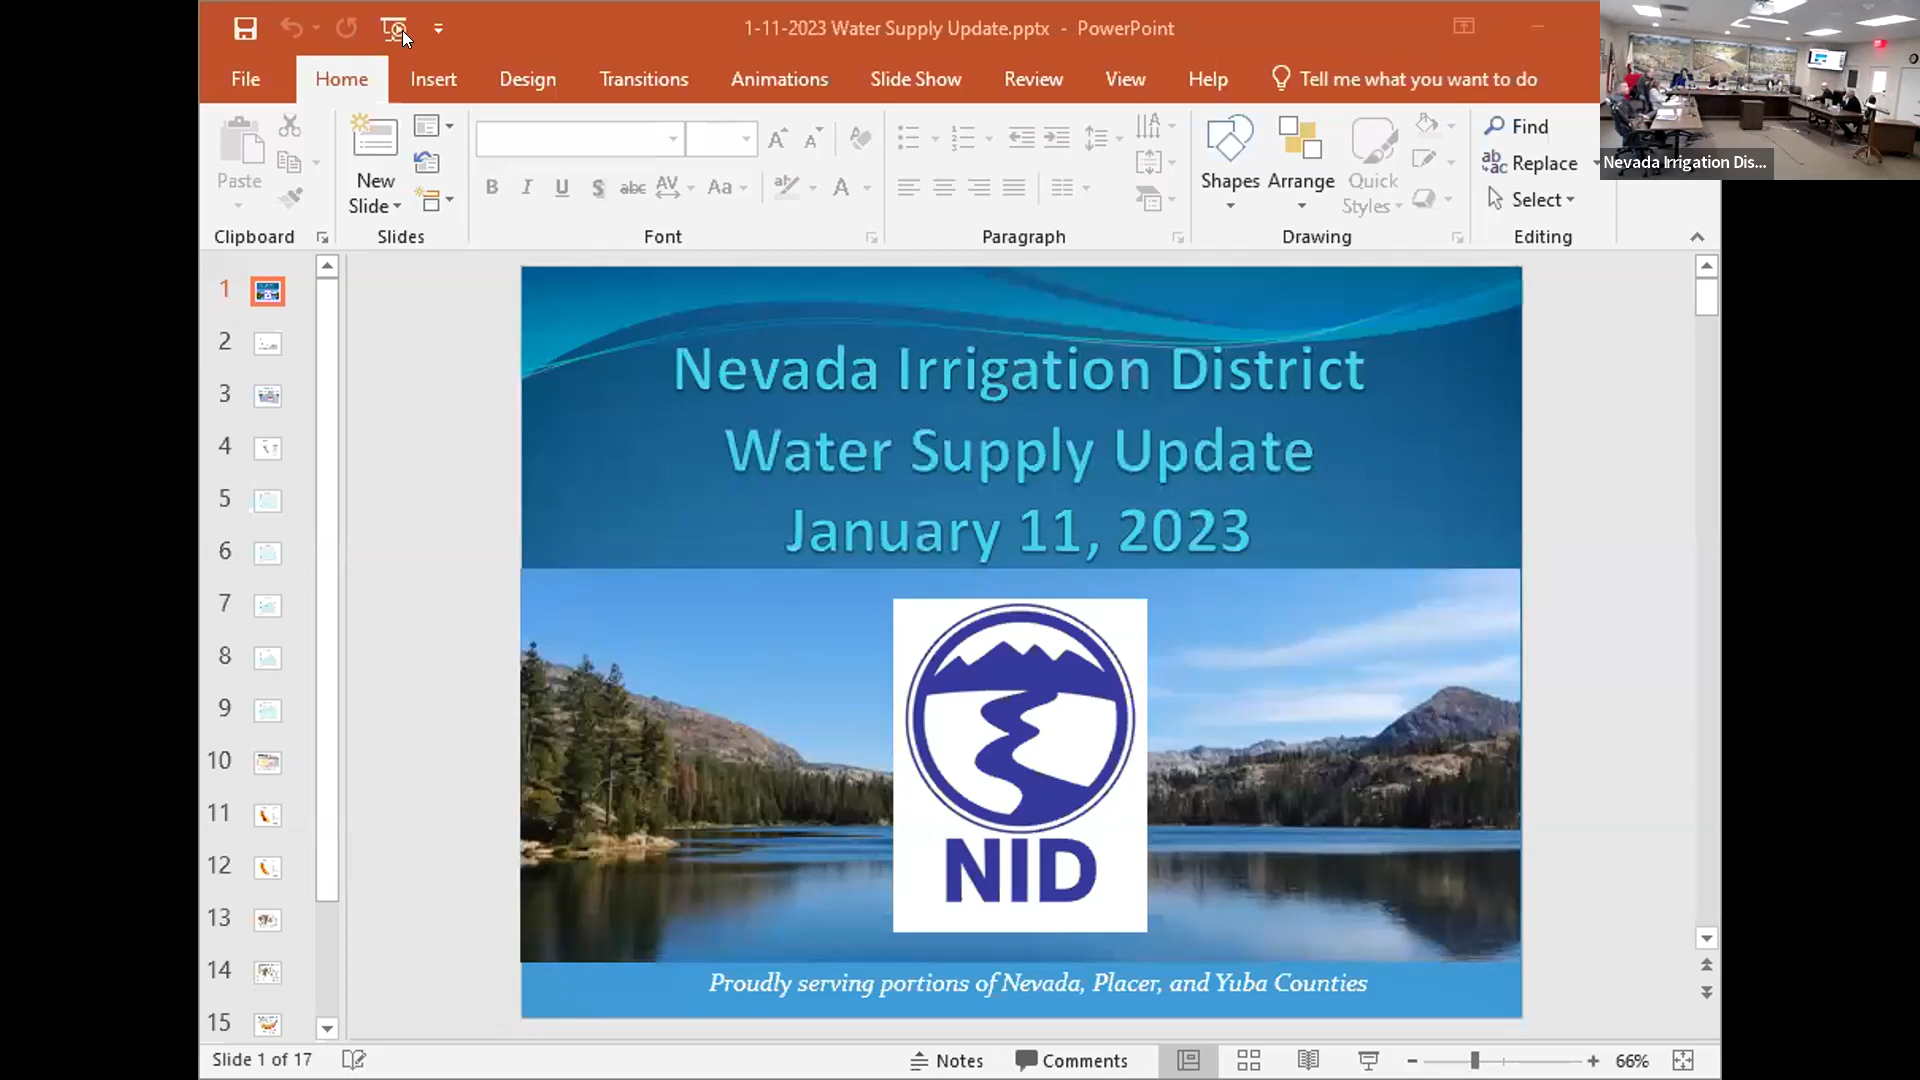 1-11-2023 Water Supply Update.pptx - PowerPoint
File Home Insert Design Transitions Animations Slide Show Review View Help Tell me what you want to do
Nevada Irrigation Dis...
Paste
New
Slide
B I U S abc AV Aa A
Shapes Arrange Quick
Styles
Find
Replace
Select
Clipboard Slides Font Paragraph Drawing Editing
1
2
3
4
5
6
7
8
9
10
11
12
13
14
15
Nevada Irrigation District
Water Supply Update
January 11, 2023
NID
Proudly serving portions of Nevada, Placer, and Yuba Counties
Slide 1 of 17 Notes Comments 66%